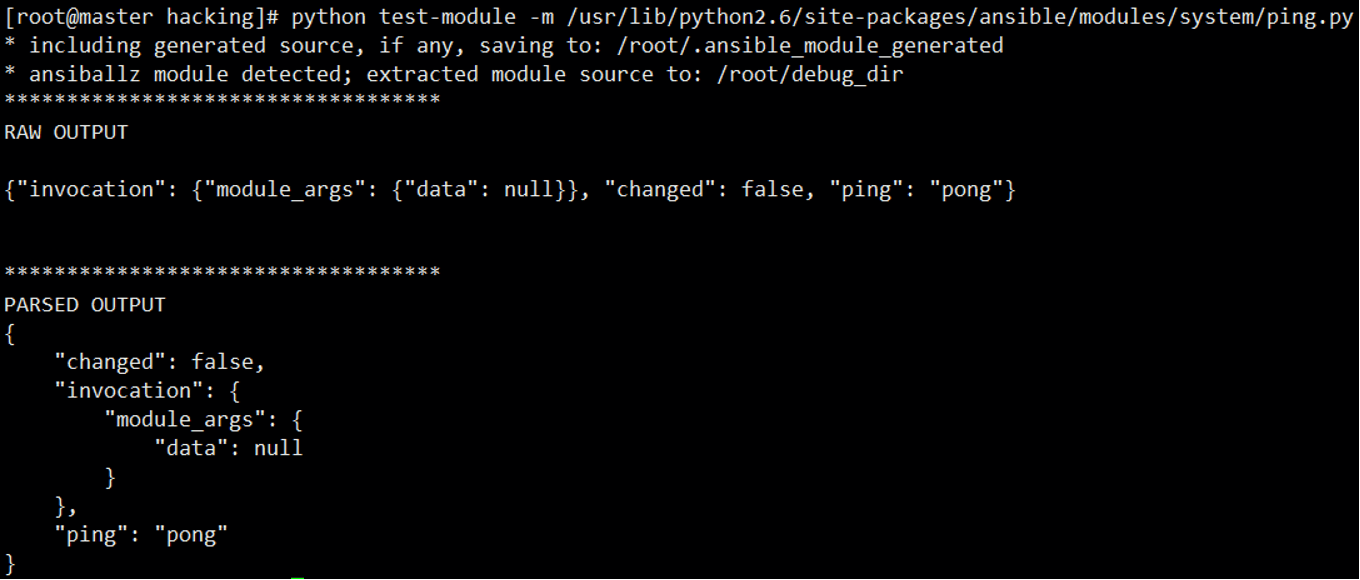 [root@master hacking]# python test-module -m /usr/lib/python2.6/site-packages/ansible/modules/system/ping.py
* including generated source, if any, saving to: /root/.ansible_module_generated
* ansiballz module detected; extracted module source to: /root/debug_dir
***********************************
RAW OUTPUT

{"invocation": {"module_args": {"data": null}}, "changed": false, "ping": "pong"}


***********************************
PARSED OUTPUT
{
    "changed": false,
    "invocation": {
        "module_args": {
            "data": null
        }
    },
    "ping": "pong"
}